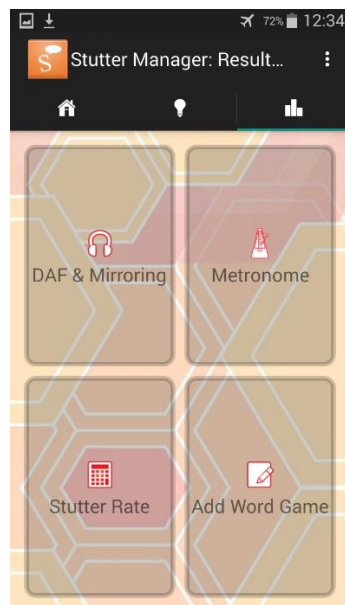 72% 12:34
S Stutter Manager: Result...
DAF & Mirroring Metronome
Stutter Rate Add Word Game